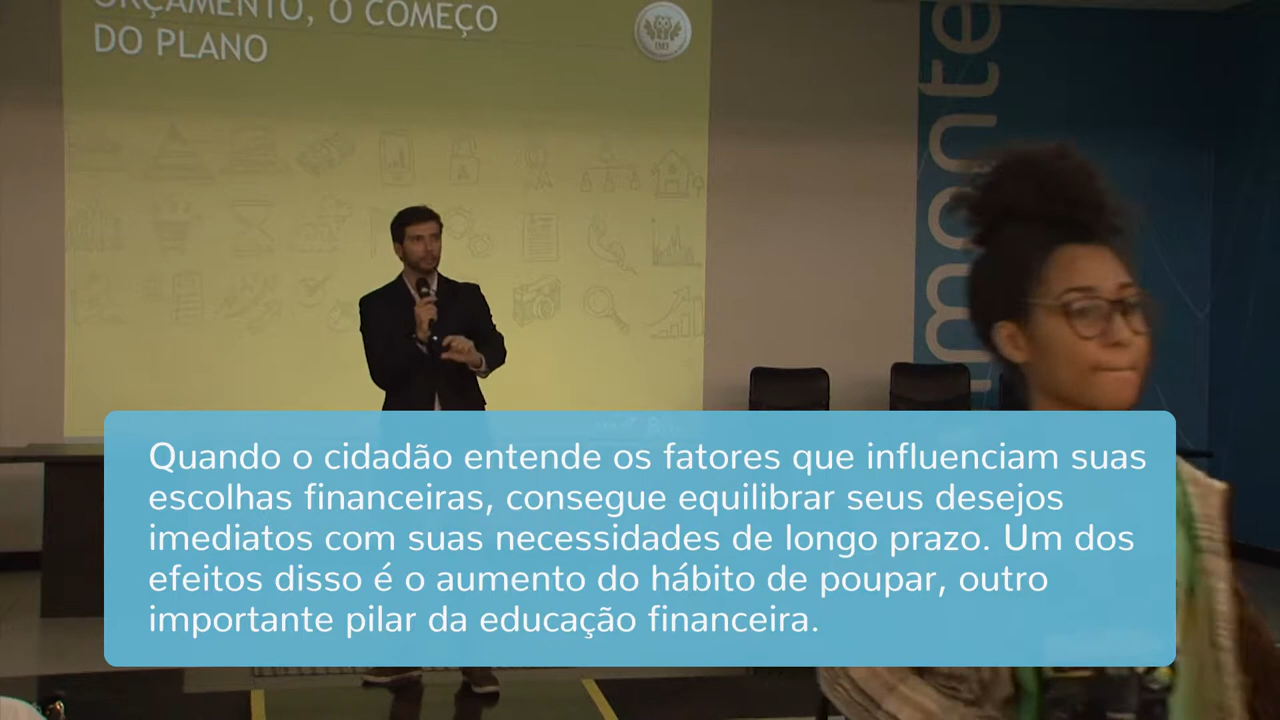 ORÇAMENTO, O COMEÇO
DO PLANO
1983
imonte
Quando o cidadão entende os fatores que influenciam suas
escolhas financeiras, consegue equilibrar seus desejos
imediatos com suas necessidades de longo prazo. Um dos
efeitos disso é o aumento do hábito de poupar, outro
importante pilar da educação financeira.